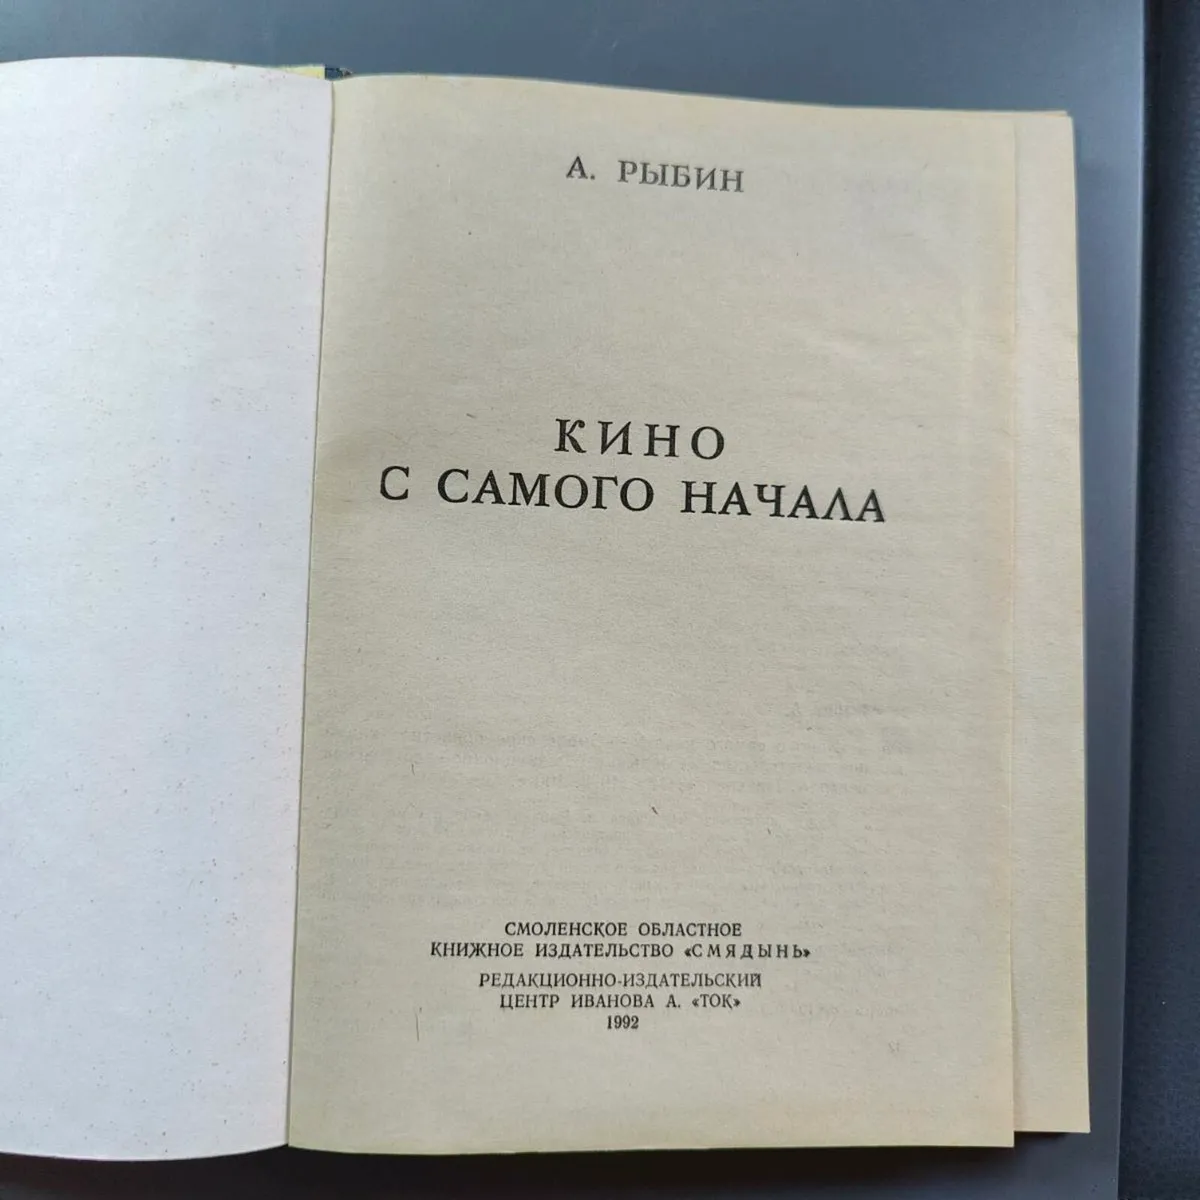 А. РЫБИН
КИНО
С САМОГО НАЧАЛА
СМОЛЕНСКОЕ ОБЛАСТНОЕ
КНИЖНОЕ ИЗДАТЕЛЬСТВО «СМЯДЫНЬ»
РЕДАКЦИОННО-ИЗДАТЕЛЬСКИЙ
ЦЕНТР ИВАНОВА А. «ТОК»
1992